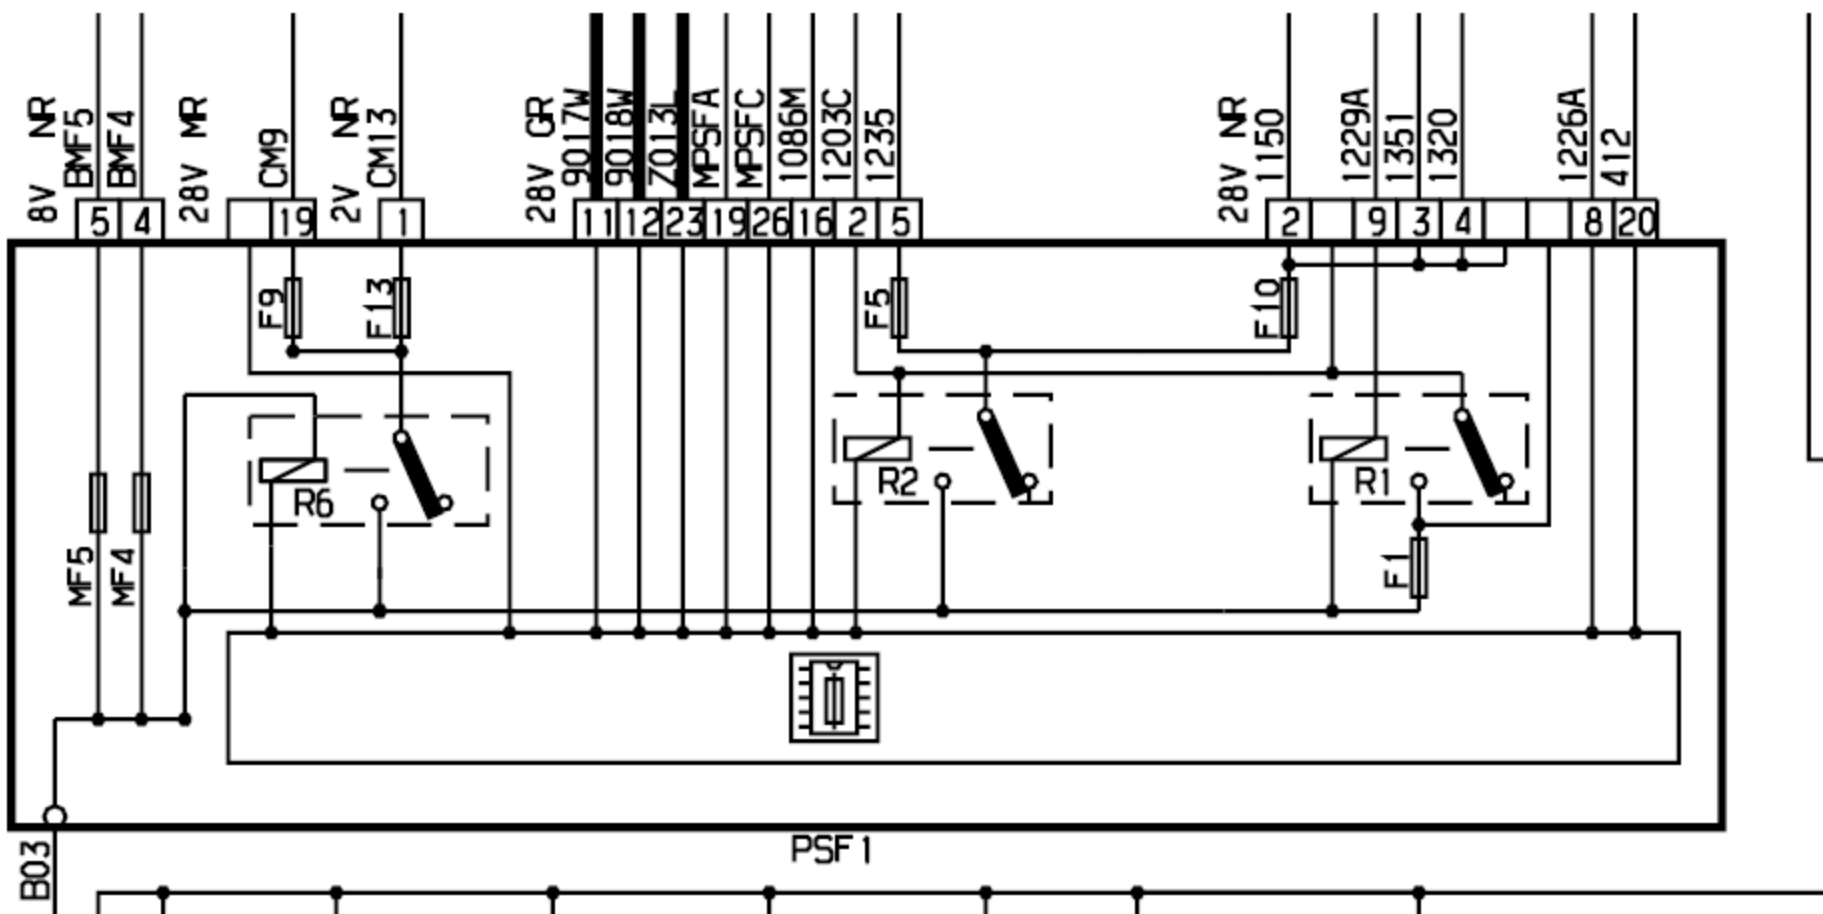 8V NR
BMF5
BMF4
28V MR
CM9
2V NR
CM13
28V GR
9017W
9018W
Z013L
MPSFA
MPSFC
1086M
1203C
1235
28V NR
1150
1229A
1351
1320
1226A
412
5 4 19 1 11 12 23 19 26 16 2 5 2 9 3 4 8 20
F9 F13 F5 F10
R6 R2 R1
MF5 MF4 F1
PSF1
B03